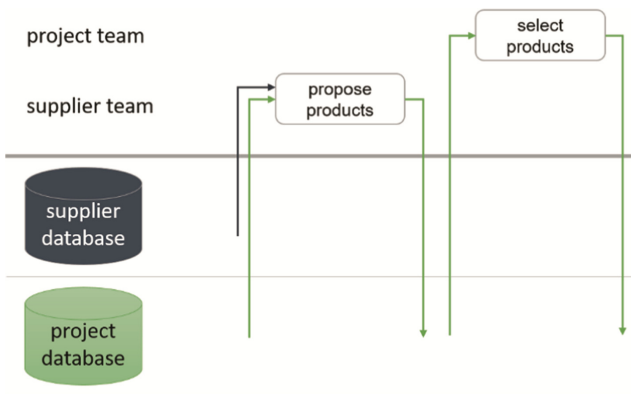 project team
select
products
supplier team
propose
products
supplier
database
project
database